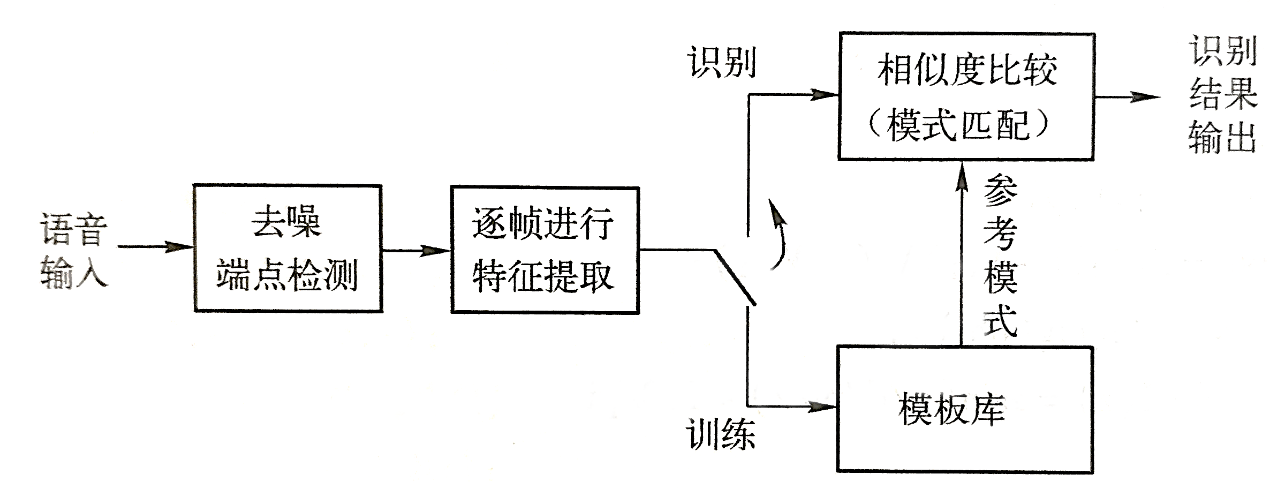 语音
输入
去噪
端点检测
逐帧进行
特征提取
识别
相似度比较
（模式匹配）
识别
结果
输出
参考模式
训练
模板库